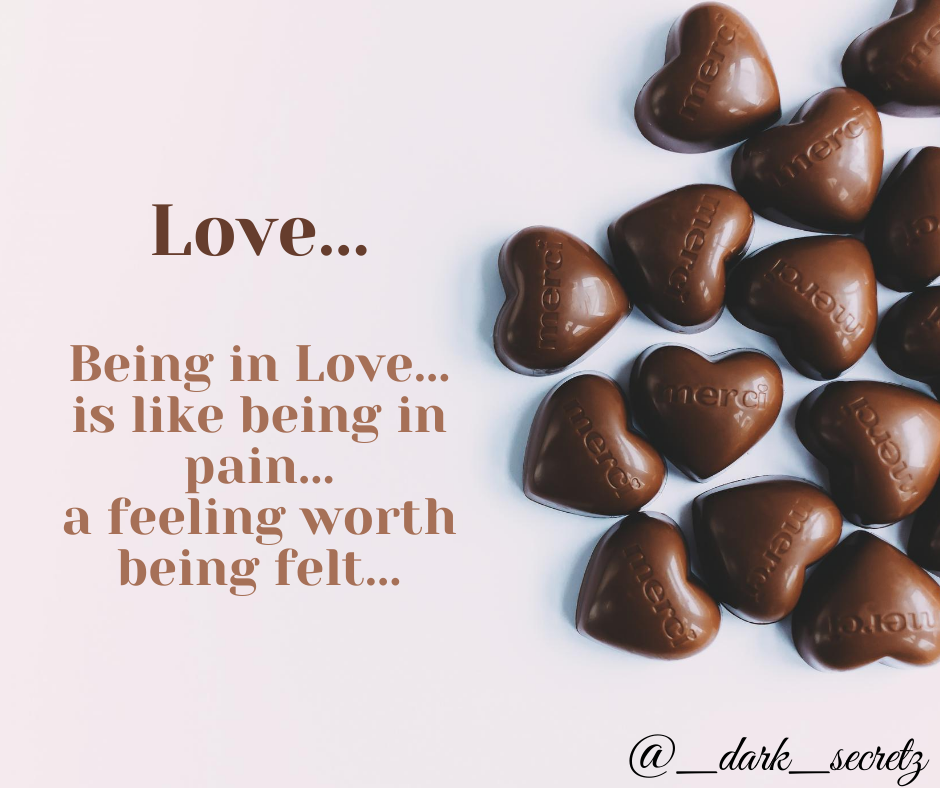 Love...
Being in Love...
is like being in
pain...
a feeling worth
being felt...
merci
merci
merci
merci
merci
merci
merci
merci
merci
merci
merci
merci
merci
@__dark__secretz